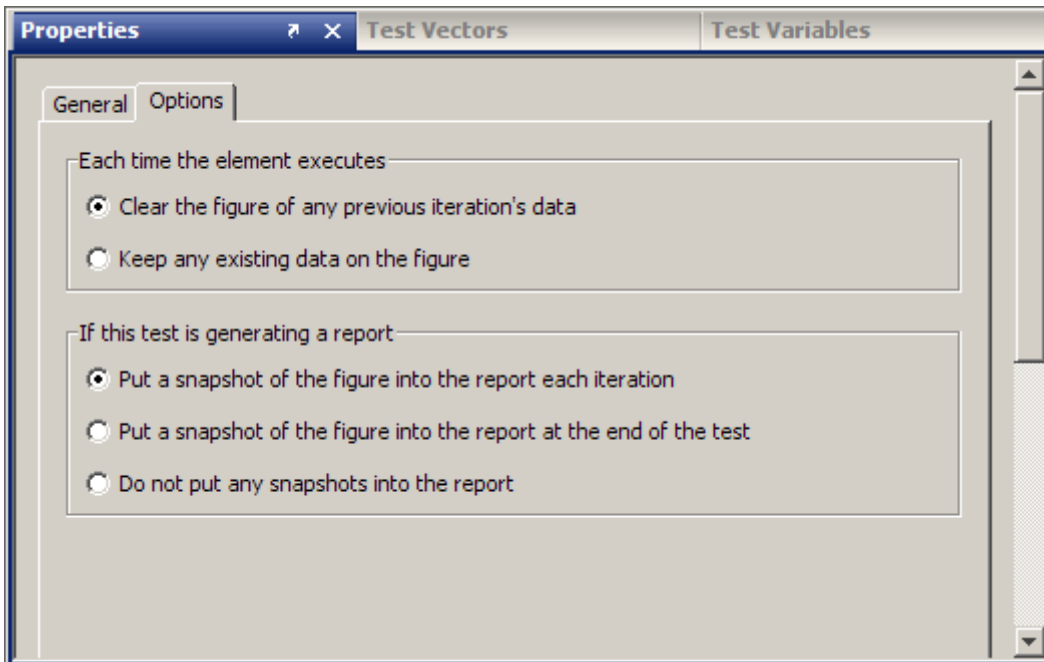 Properties Test Vectors Test Variables
General Options
Each time the element executes
Clear the figure of any previous iteration's data
Keep any existing data on the figure
If this test is generating a report
Put a snapshot of the figure into the report each iteration
Put a snapshot of the figure into the report at the end of the test
Do not put any snapshots into the report